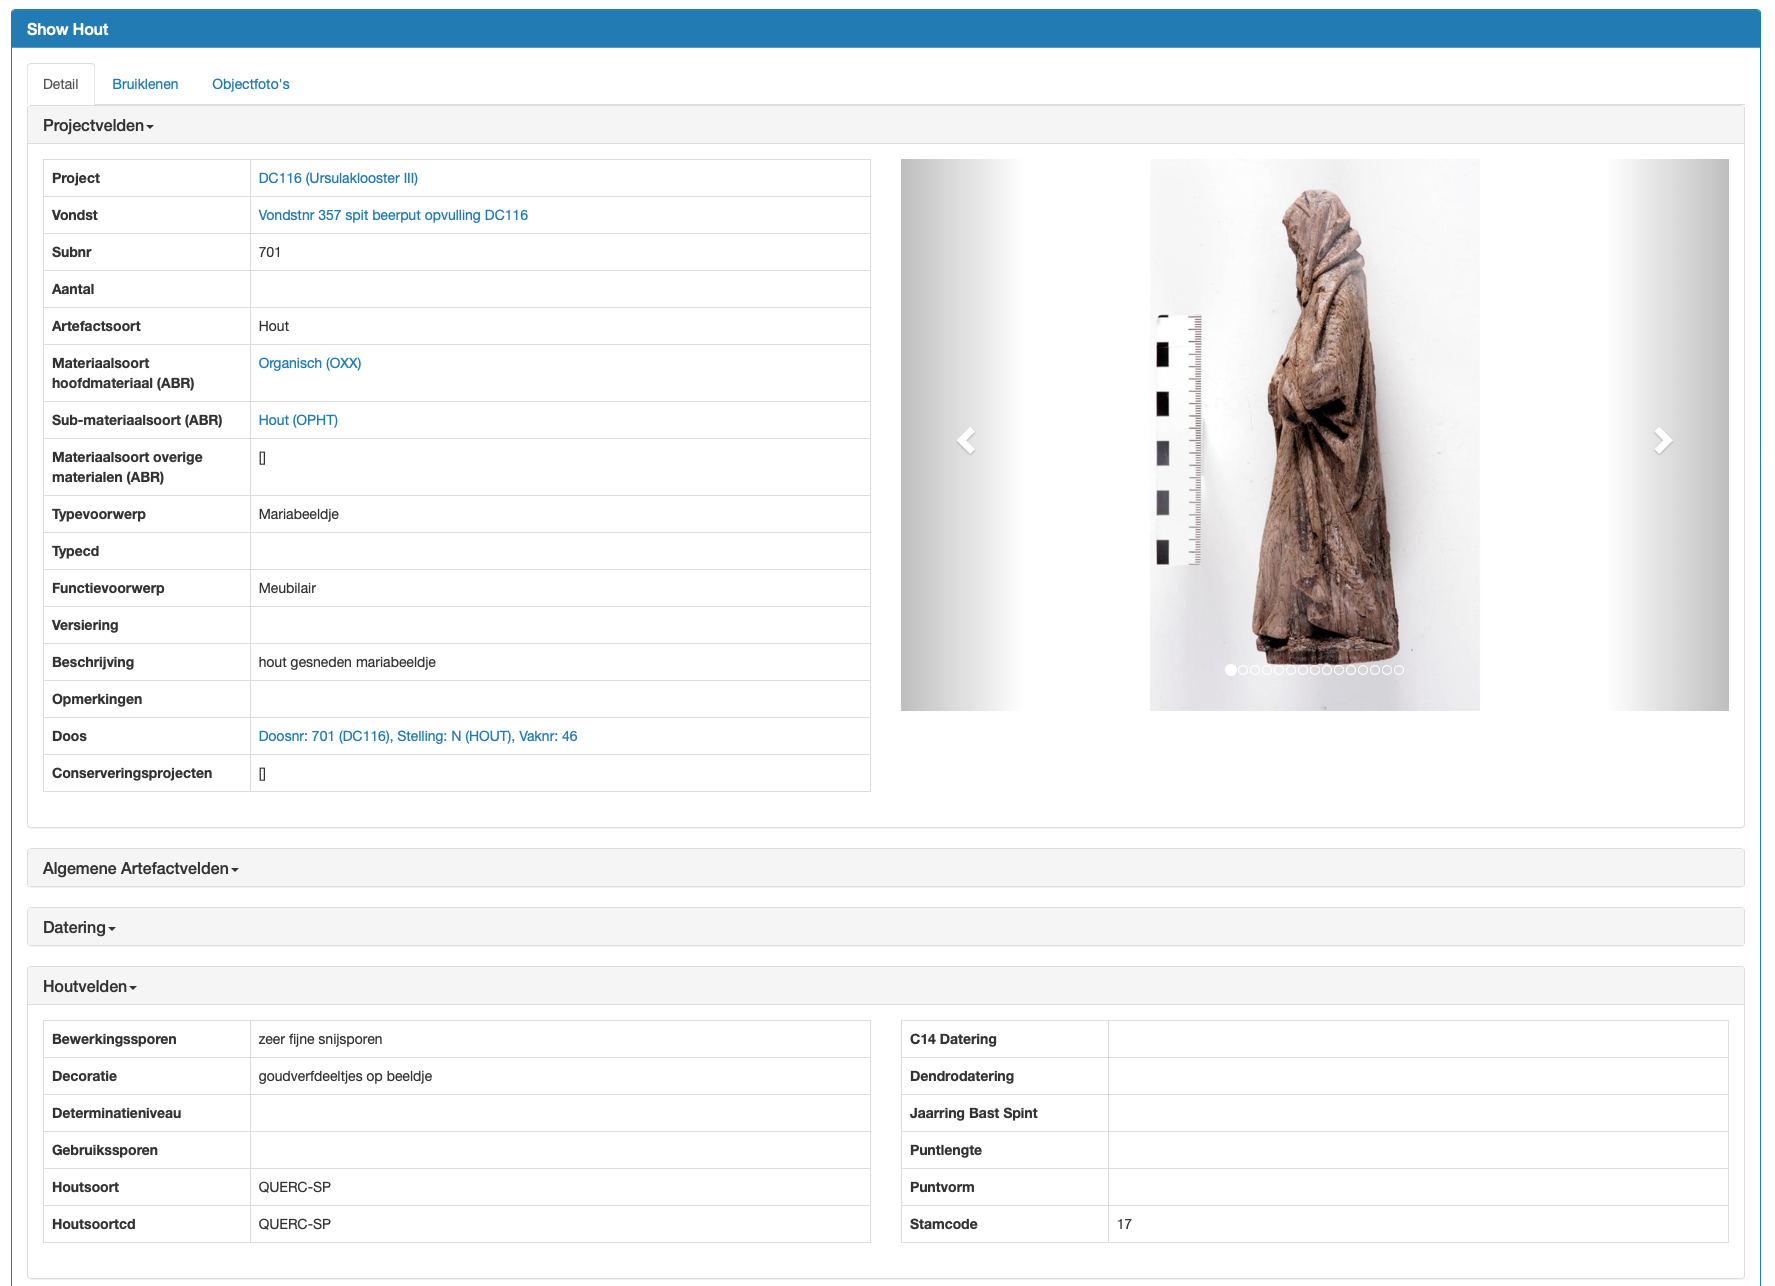 Show Hout
Detail
Bruiklenen
Objectfoto's
Projectvelden
Project
DC116 (Ursulaklooster III)
Vondst
Vondstnr 357 spit beerput opvulling DC116
Subnr
701
Aantal
Artefactsoort
Hout
Materiaalsoort
hoofdmateriaal (ABR)
Organisch (OXX)
Sub-materiaalsoort (ABR)
Hout (OPHT)
Materiaalsoort overige
materialen (ABR)
[]
Typevoorwerp
Mariabeeldje
Typecd
Functievoorwerp
Meubilair
Versiering
Beschrijving
hout gesneden mariabeeldje
Opmerkingen
Doos
Doosnr: 701 (DC116), Stelling: N (HOUT), Vaknr: 46
Conserveringsprojecten
[]
Algemene Artefactvelden
Datering
Houtvelden
Bewerkingssporen
zeer fijne snijsporen
Decoratie
goudverfdeeltjes op beeldje
Determinatieniveau
Gebruikssporen
Houtsoort
QUERC-SP
Houtsoortcd
QUERC-SP
C14 Datering
Dendrodatering
Jaarring Bast Spint
Puntlengte
Puntvorm
Stamcode
17